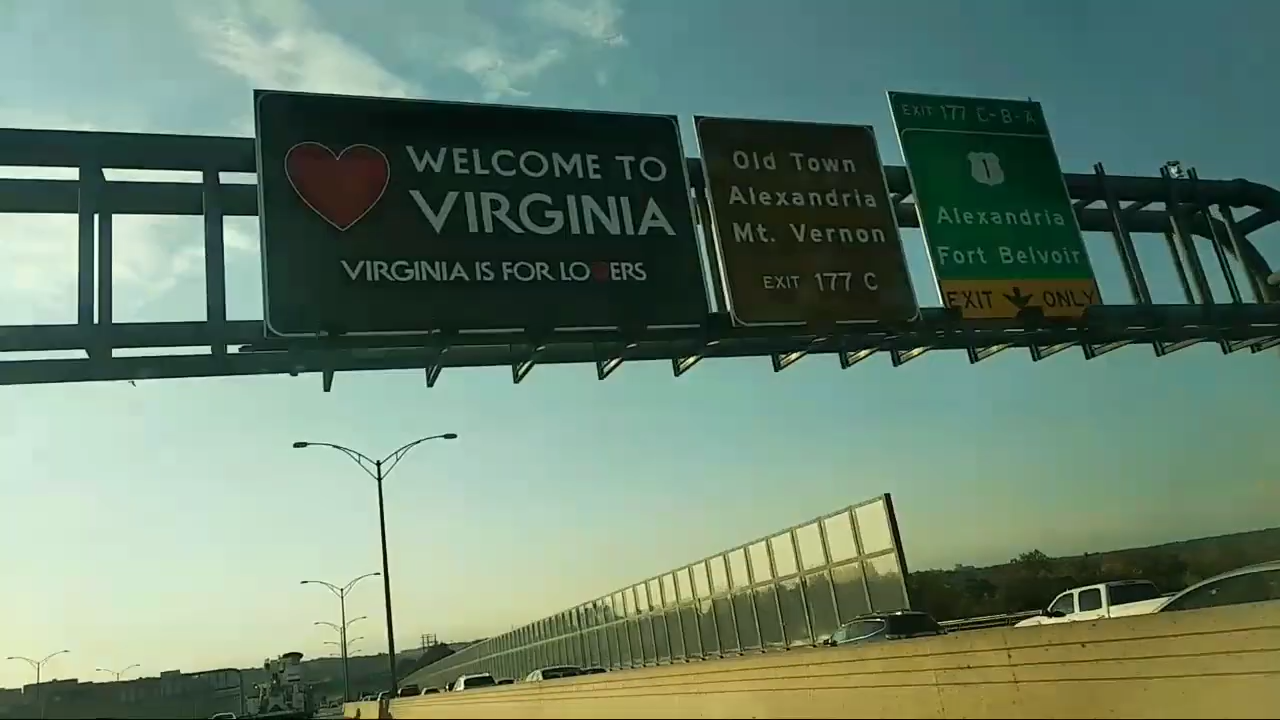 WELCOME TO
VIRGINIA
VIRGINIA IS FOR LO♥ERS
Old Town
Alexandria
Mt. Vernon
EXIT 177 C
EXIT 177 C-B-A
1
Alexandria
Fort Belvoir
EXIT ONLY